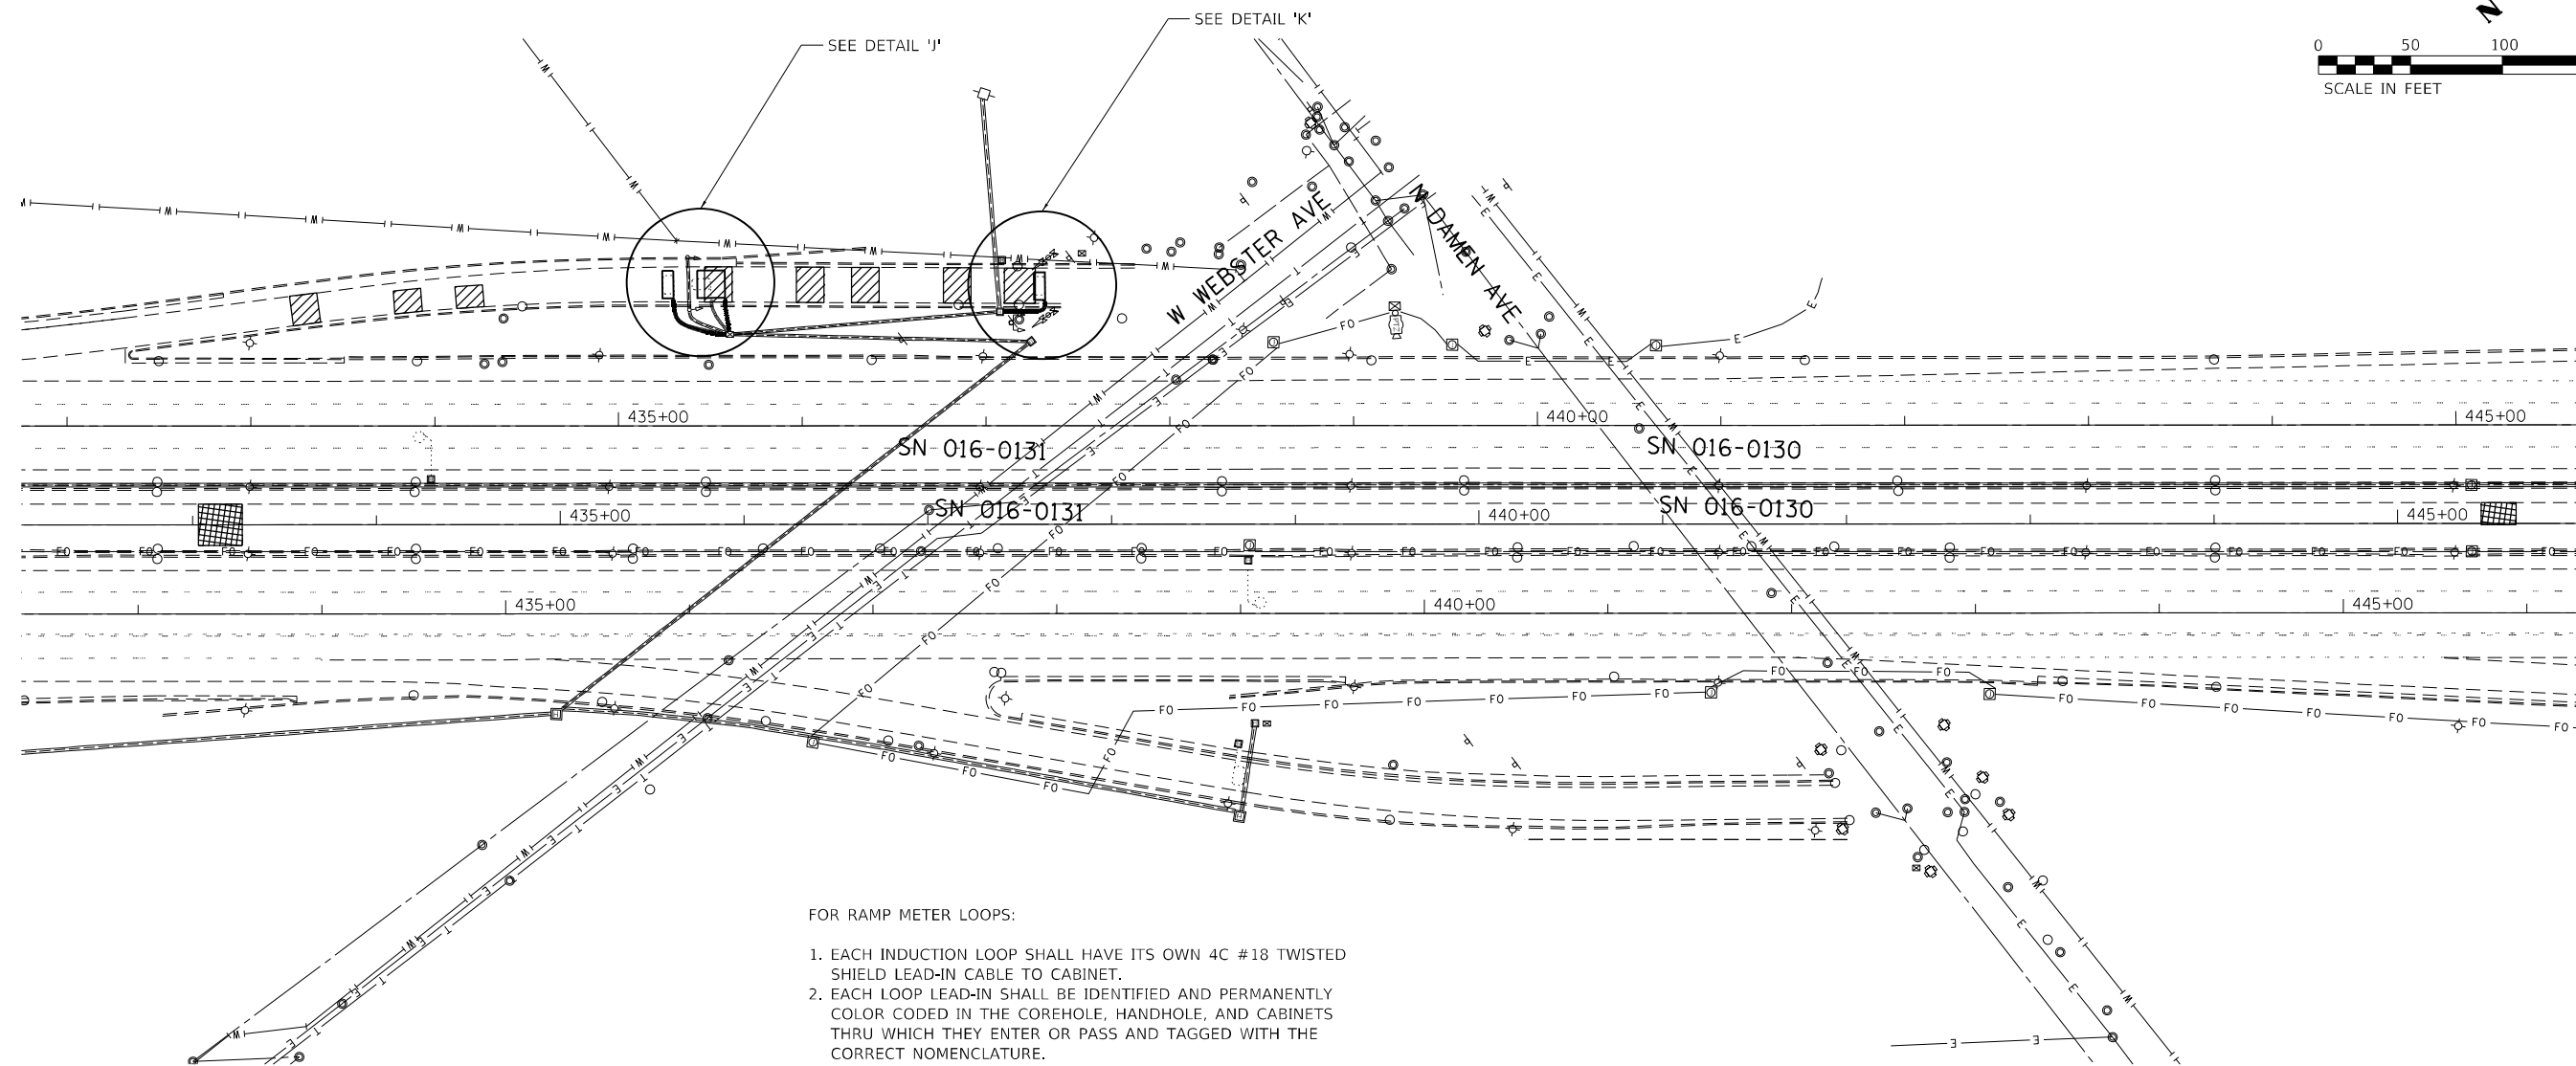 SEE DETAIL 'K'
SEE DETAIL 'J'
N
0 50 100
SCALE IN FEET
W WEBSTER AVE
N DAMEN AVE
435+00
440+00
445+00
SN 016-0131
SN 016-0130
SN 016-0131
SN 016-0130
435+00
440+00
445+00
435+00
440+00
445+00
FOR RAMP METER LOOPS:
1. EACH INDUCTION LOOP SHALL HAVE ITS OWN 4C #18 TWISTED
SHIELD LEAD-IN CABLE TO CABINET.
2. EACH LOOP LEAD-IN SHALL BE IDENTIFIED AND PERMANENTLY
COLOR CODED IN THE COREHOLE, HANDHOLE, AND CABINETS
THRU WHICH THEY ENTER OR PASS AND TAGGED WITH THE
CORRECT NOMENCLATURE.